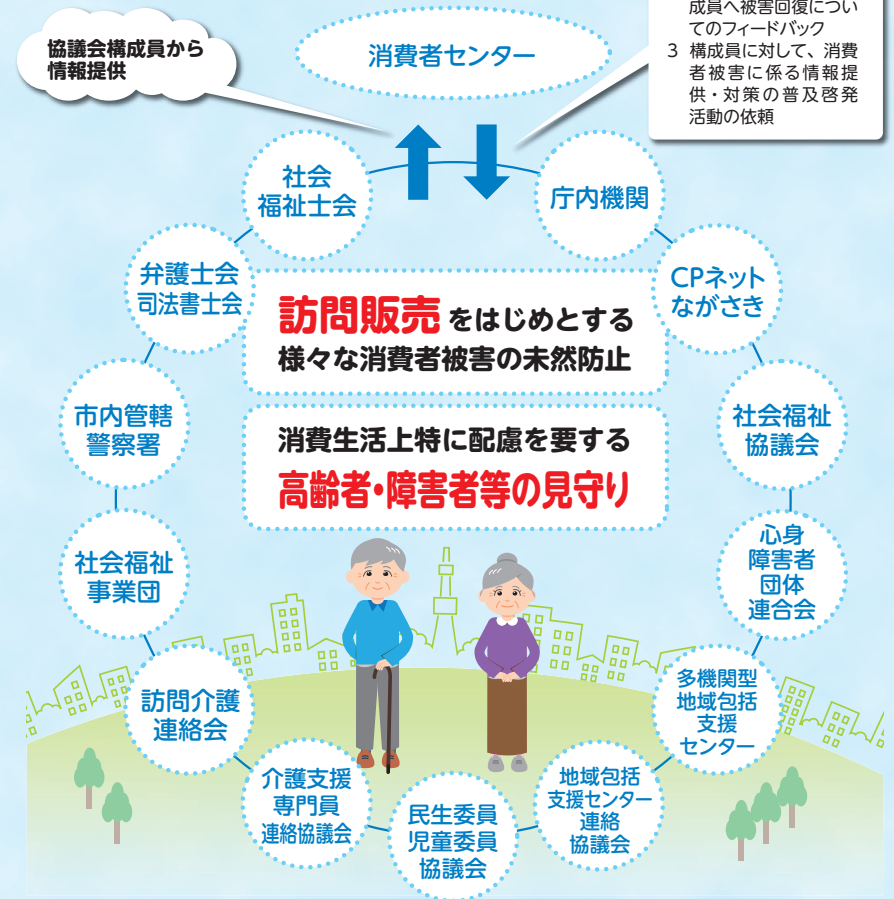 成員へ被害回復につい
てのフィードバック
3 構成員に対して、消費
者被害に係る情報提
供・対策の普及啓発
活動の依頼
協議会構成員から
情報提供
消費者センター
社会
福祉士会
庁内機関
弁護士会
司法書士会
CPネット
ながさき
訪問販売をはじめとする
様々な消費者被害の未然防止
市内管轄
警察署
社会福祉
協議会
消費生活上特に配慮を要する
高齢者・障害者等の見守り
社会福祉
事業団
心身
障害者
団体
連合会
訪問介護
連絡会
多機関型
地域包括
支援
センター
介護支援
専門員
連絡協議会
民生委員
児童委員
協議会
地域包括
支援センター
連絡
協議会